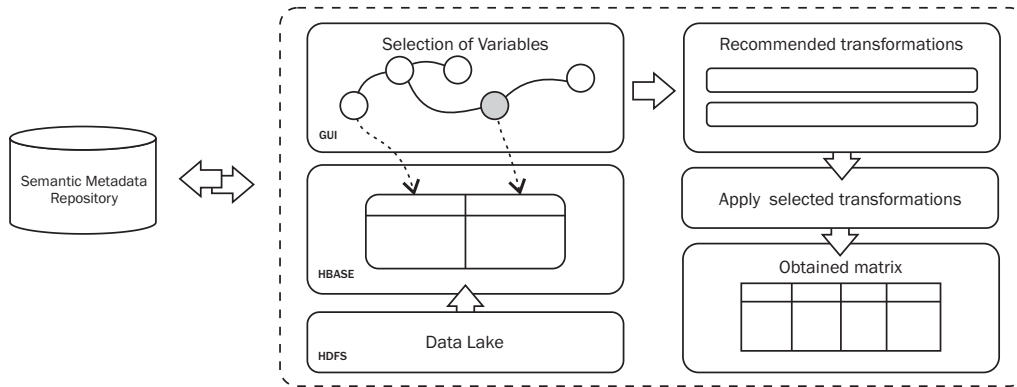 Semantic Metadata
Repository
Selection of Variables
GUI
HBASE
Data Lake
HDFS
Recommended transformations
Apply selected transformations
Obtained matrix